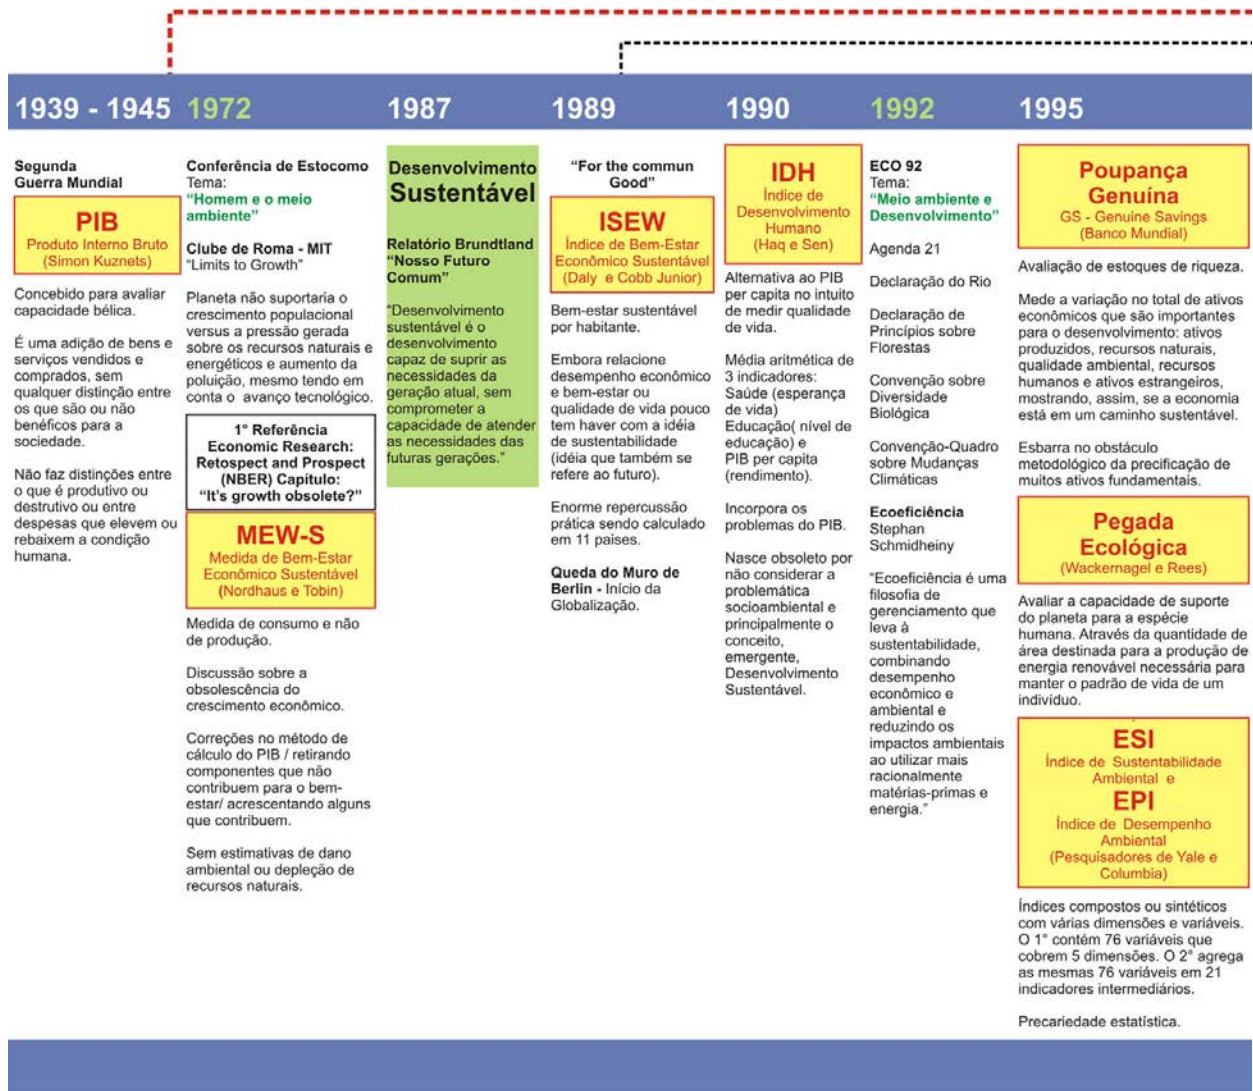 1939 - 1945
Segunda
Guerra Mundial
PIB
Produto Interno Bruto
(Simon Kuznets)
Concebido para avaliar
capacidade bélica.
É uma adição de bens e
serviços vendidos e
comprados, sem
qualquer distinção entre
os que são ou não
benéficos para a
sociedade.
Não faz distinções entre
o que é produtivo ou
destrutivo ou entre
despesas que elevem ou
rebaixem a condição
humana.
1972
Conferência de Estocomo
Tema:
“Homem e o meio
ambiente”
Clube de Roma - MIT
“Limits to Growth”
Planeta não suportaria o
crescimento populacional
versus a pressão gerada
sobre os recursos naturais e
energéticos e aumento da
poluição, mesmo tendo em
conta o avanço tecnológico.
1° Referência
Economic Research:
Retospect and Prospect
(NBER) Capítulo:
“It’s growth obsolete?”
MEW-S
Medida de Bem-Estar
Econômico Sustentável
(Nordhaus e Tobin)
Medida de consumo e não
de produção.
Discussão sobre a
obsolescência do
crescimento econômico.
Correções no método de
cálculo do PIB / retirando
componentes que não
contribuem para o bem-
estar/ acrescentando alguns
que contribuem.
Sem estimativas de dano
ambiental ou depleção de
recursos naturais.
1987
Desenvolvimento
Sustentável
Relatório Brundtland
“Nosso Futuro
Comum”
“Desenvolvimento
sustentável é o
desenvolvimento
capaz de suprir as
necessidades da
geração atual, sem
comprometer a
capacidade de atender
as necessidades das
futuras gerações.”
1989
“For the commun
Good”
ISEW
Índice de Bem-Estar
Econômico Sustentável
(Daly e Cobb Junior)
Bem-estar sustentável
por habitante.
Embora relacione
desempenho econômico
e bem-estar ou
qualidade de vida pouco
tem haver com a idéia
de sustentabilidade
(idéia que também se
refere ao futuro).
Enorme repercussão
prática sendo calculado
em 11 países.
Queda do Muro de
Berlin - Início da
Globalização.
1990
IDH
Índice de
Desenvolvimento
Humano
(Haq e Sen)
Alternativa ao PIB
per capita no intuito
de medir qualidade
de vida.
Média aritmética de
3 indicadores:
Saúde (esperança
de vida)
Educação( nível de
educação) e
PIB per capita
(rendimento).
Incorpora os
problemas do PIB.
Nasce obsoleto por
não considerar a
problemática
socioambiental e
principalmente o
conceito,
emergente,
Desenvolvimento
Sustentável.
1992
ECO 92
Tema:
“Meio ambiente e
Desenvolvimento”
Agenda 21
Declaração do Rio
Declaração de
Princípios sobre
Florestas
Convenção sobre
Diversidade
Biológica
Convenção-Quadro
sobre Mudanças
Climáticas
Ecoeficiência
Stephan
Schmidheiny
“Ecoeficiência é uma
filosofia de
gerenciamento que
leva à
sustentabilidade,
combinando
desempenho
econômico e
ambiental e
reduzindo os
impactos ambientais
ao utilizar mais
racionalmente
matérias-primas e
energia.”
1995
Poupança
Genuína
GS - Genuine Savings
(Banco Mundial)
Avaliação de estoques de riqueza.
Mede a variação no total de ativos
econômicos que são importantes
para o desenvolvimento: ativos
produzidos, recursos naturais,
qualidade ambiental, recursos
humanos e ativos estrangeiros,
mostrando, assim, se a economia
está em um caminho sustentável.
Esbarra no obstáculo
metodológico da precificação de
muitos ativos fundamentais.
Pegada
Ecológica
(Wackernagel e Rees)
Avaliar a capacidade de suporte
do planeta para a espécie
humana. Através da quantidade de
área destinada para a produção de
energia renovável necessária para
manter o padrão de vida de um
indivíduo.
ESI
Índice de Sustentabilidade
Ambiental e
EPI
Índice de Desempenho
Ambiental
(Pesquisadores de Yale e
Columbia)
Índices compostos ou sintéticos
com várias dimensões e variáveis.
O 1° contém 76 variáveis que
cobrem 5 dimensões. O 2° agrega
as mesmas 76 variáveis em 21
indicadores intermediários.
Precariedade estatística.